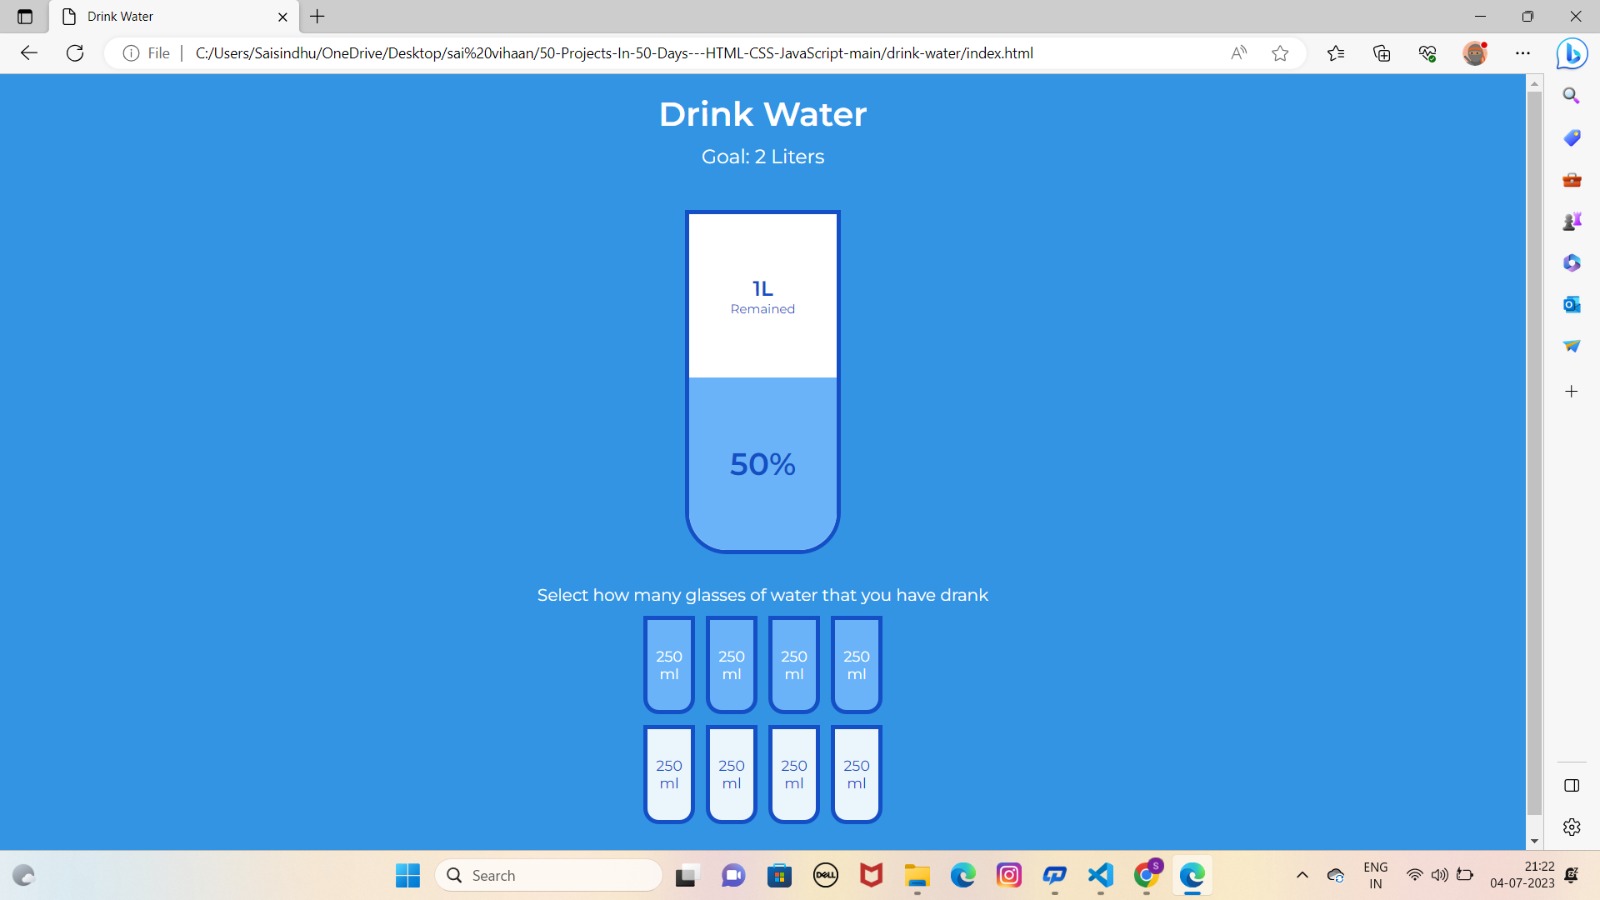 Drink Water
File | C:/Users/Saisindhu/OneDrive/Desktop/sai%20vihaan/50-Projects-In-50-Days---HTML-CSS-JavaScript-main/drink-water/index.html
Drink Water
Goal: 2 Liters
1L
Remained
50%
Select how many glasses of water that you have drank
250 250 250 250
ml ml ml ml
250 250 250 250
ml ml ml ml
Search
DELL
S
ENG
IN
21:22
04-07-2023